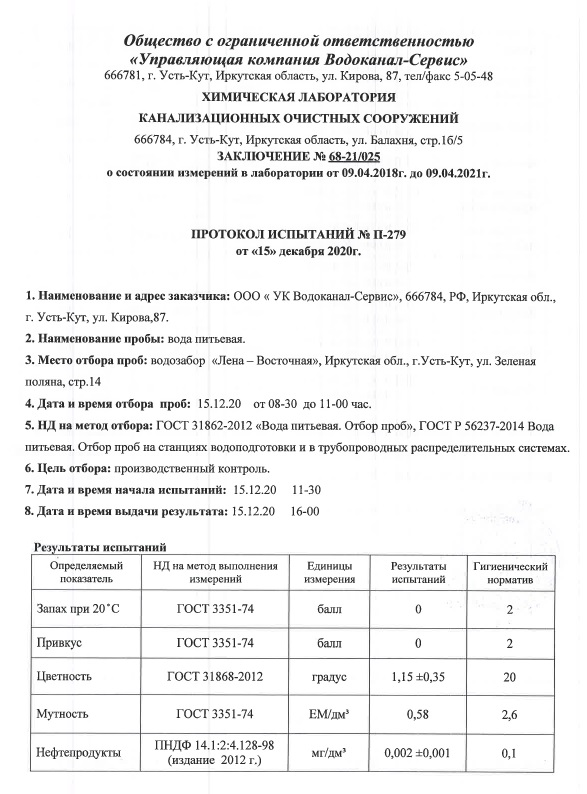 Общество с ограниченной ответственностью
«Управляющая компания Водоканал-Сервис»
666781, г. Усть-Кут, Иркутская область, ул. Кирова, 87, тел/факс 5-05-48
ХИМИЧЕСКАЯ ЛАБОРАТОРИЯ
КАНАЛИЗАЦИОННЫХ ОЧИСТНЫХ СООРУЖЕНИЙ
666784, г. Усть-Кут, Иркутская область, ул. Балахня, стр.1б/5
ЗАКЛЮЧЕНИЕ № 68-21/025
о состоянии измерений в лаборатории от 09.04.2018г. до 09.04.2021г.
ПРОТОКОЛ ИСПЫТАНИЙ № П-279
от «15» декабря 2020г.
1. Наименование и адрес заказчика: ООО « УК Водоканал-Сервис», 666784, РФ, Иркутская обл.,
г. Усть-Кут, ул. Кирова,87.
2. Наименование пробы: вода питьевая.
3. Место отбора проб: водозабор «Лена – Восточная», Иркутская обл., г.Усть-Кут, ул. Зеленая
поляна, стр.14
4. Дата и время отбора проб: 15.12.20 от 08-30 до 11-00 час.
5. НД на метод отбора: ГОСТ 31862-2012 «Вода питьевая. Отбор проб», ГОСТ Р 56237-2014 Вода
питьевая. Отбор проб на станциях водоподготовки и в трубопроводных распределительных системах.
6. Цель отбора: производственный контроль.
7. Дата и время начала испытаний: 15.12.20 11-30
8. Дата и время выдачи результата: 15.12.20 16-00
Результаты испытаний
Определяемый показатель НД на метод выполнения измерений Единицы измерения Результаты испытаний Гигиенический норматив
Запах при 20˚С ГОСТ 3351-74 балл 0 2
Привкус ГОСТ 3351-74 балл 0 2
Цветность ГОСТ 31868-2012 градус 1,15 ±0,35 20
Мутность ГОСТ 3351-74 ЕМ/дм³ 0,58 2,6
Нефтепродукты ПНДФ 14.1:2:4.128-98 (издание 2012 г.) мг/дм³ 0,002 ±0,001 0,1